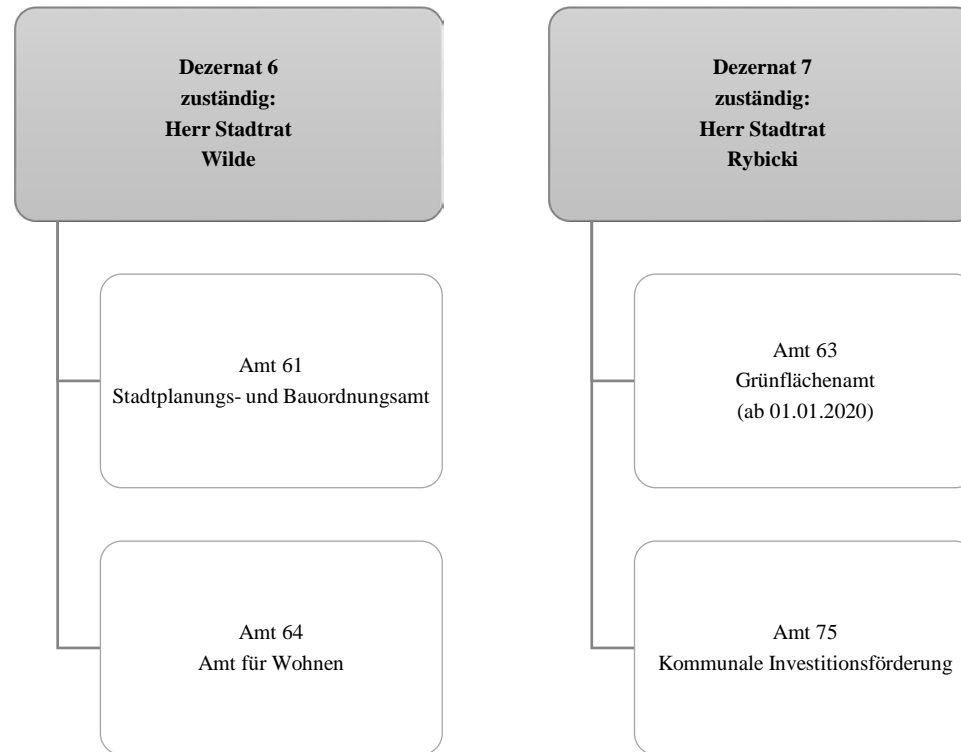 Dezernat 6
zuständig:
Herr Stadtrat
Wilde
Amt 61
Stadtplanungs- und Bauordnungsamt
Amt 64
Amt für Wohnen
Dezernat 7
zuständig:
Herr Stadtrat
Rybicki
Amt 63
Grünflächenamt
(ab 01.01.2020)
Amt 75
Kommunale Investitionsförderung